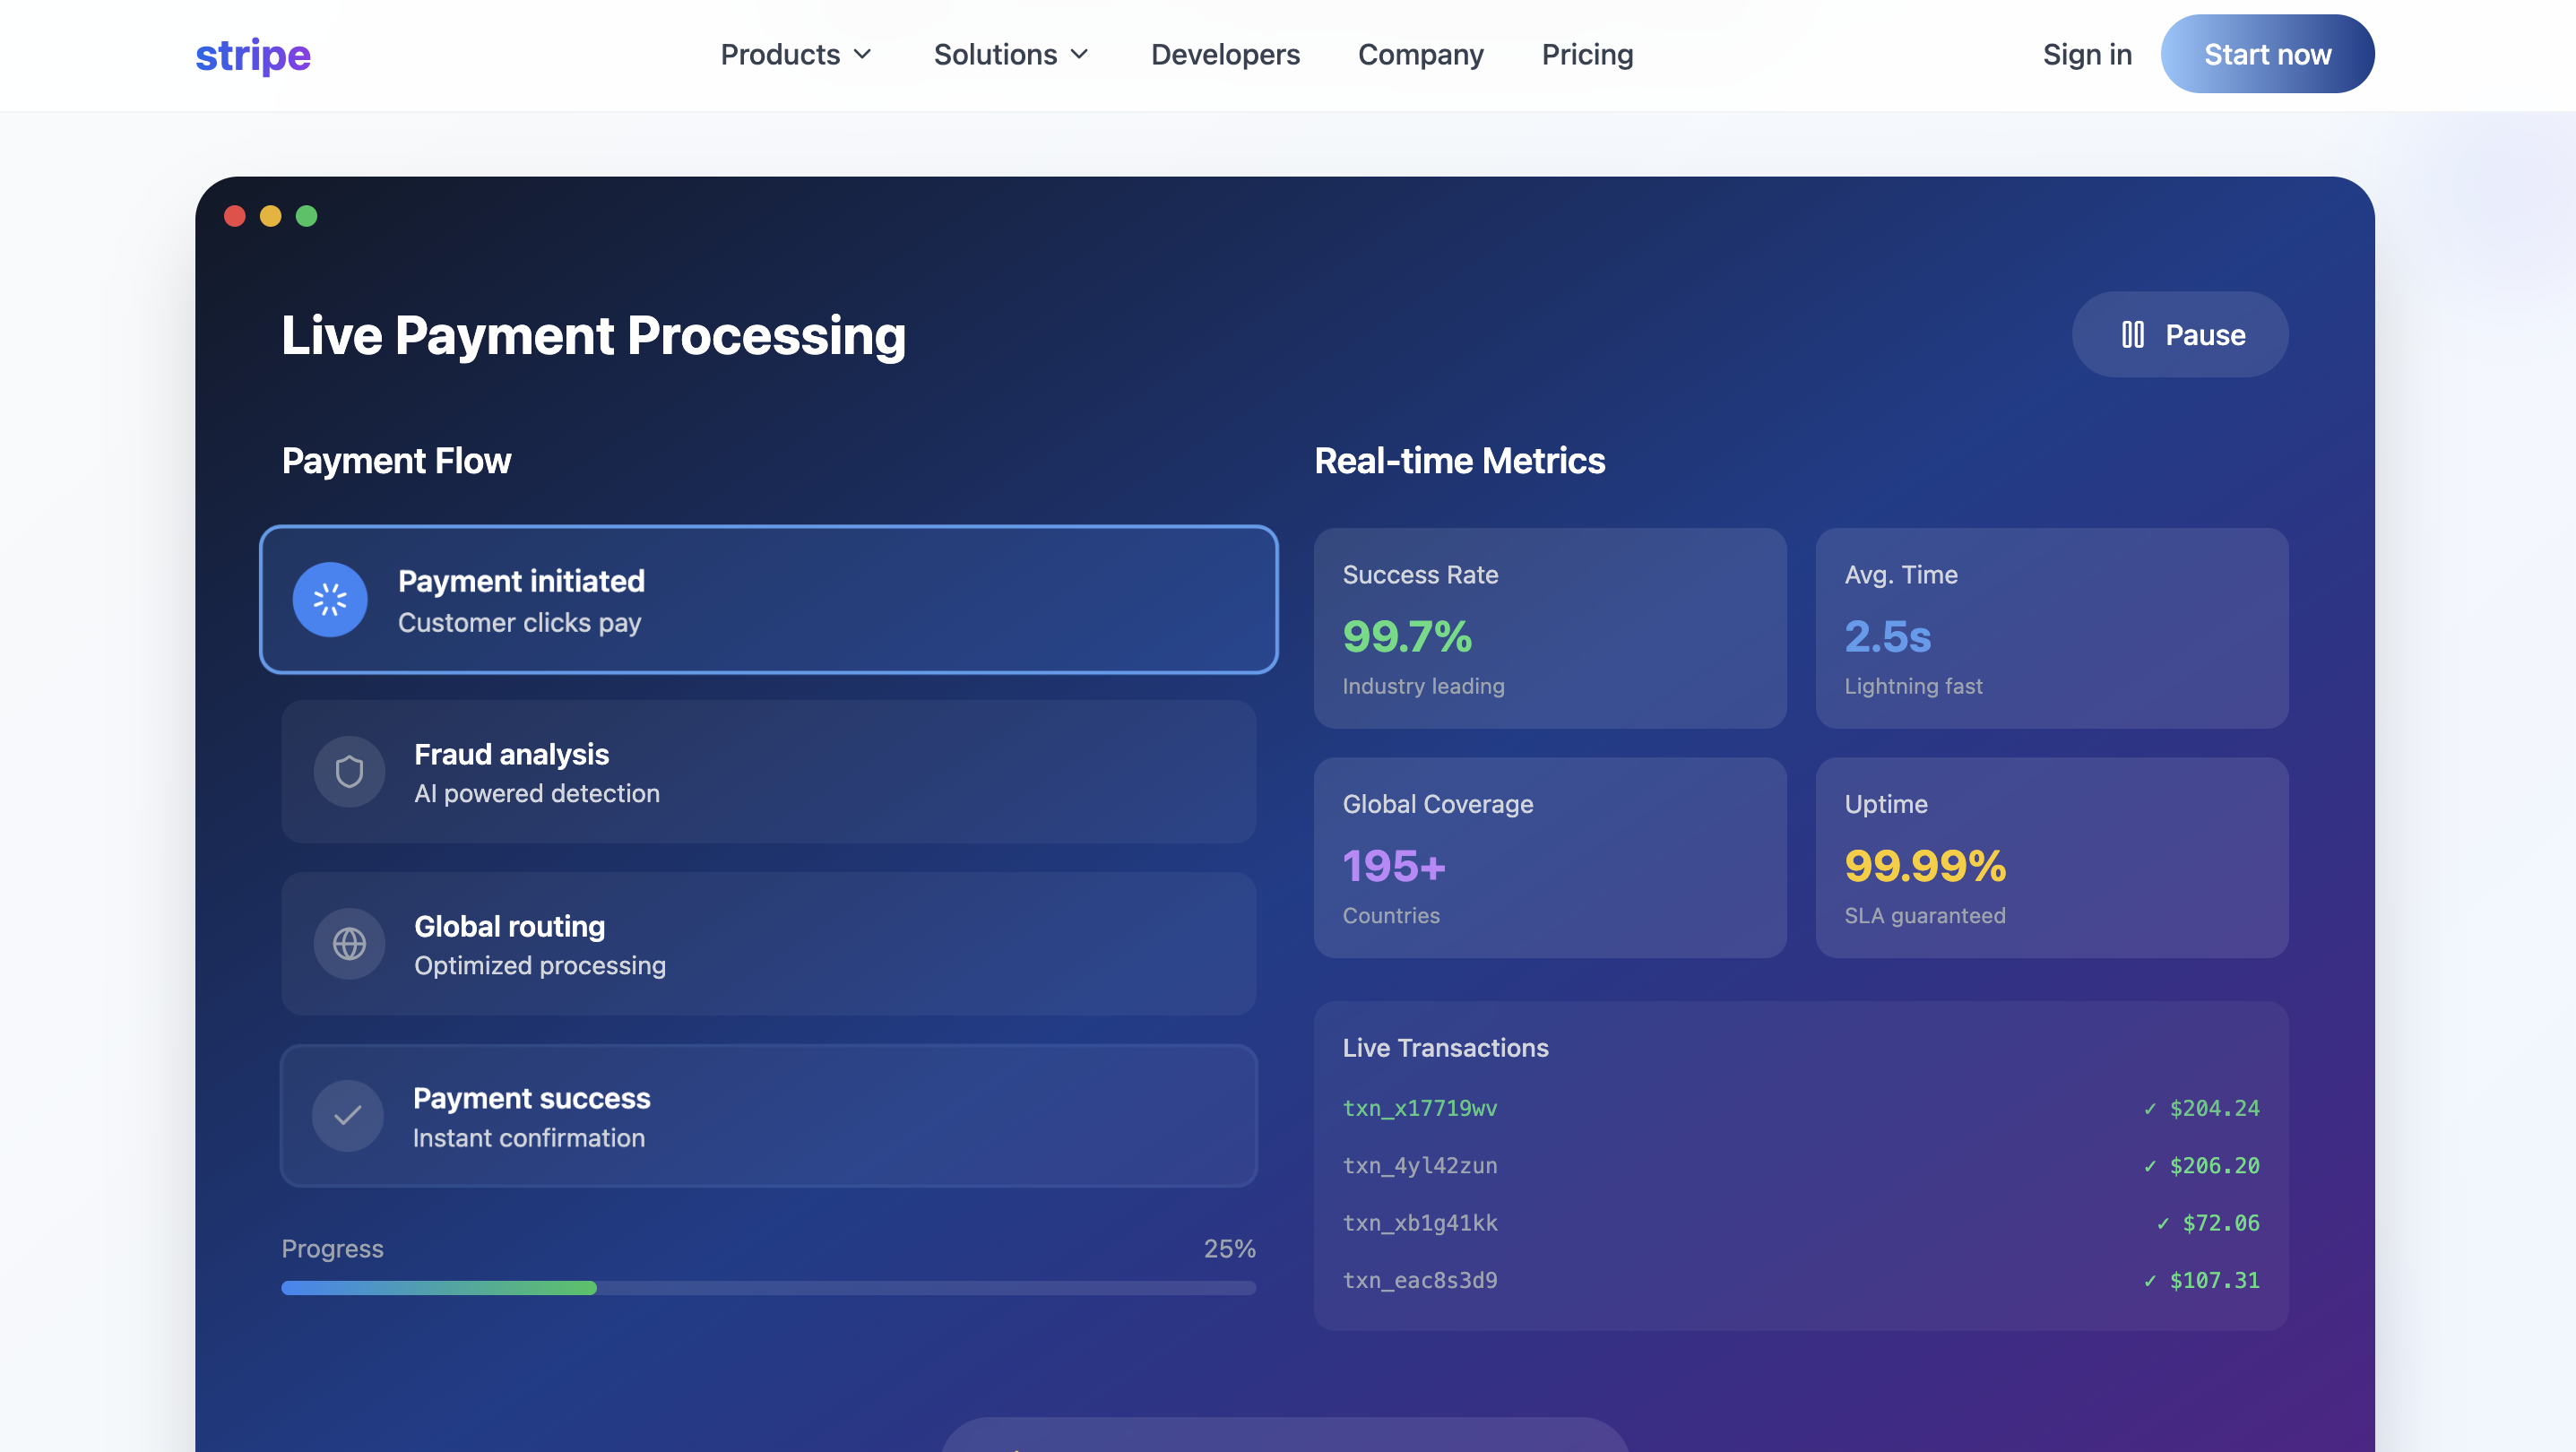 stripe
Products
Solutions
Developers
Company
Pricing
Sign in
Start now
Live Payment Processing
Pause
Payment Flow
Payment initiated
Customer clicks pay
Fraud analysis
AI powered detection
Global routing
Optimized processing
Payment success
Instant confirmation
Progress
25%
Real-time Metrics
Success Rate
99.7%
Industry leading
Avg. Time
2.5s
Lightning fast
Global Coverage
195+
Countries
Uptime
99.99%
SLA guaranteed
Live Transactions
txn_x17719wv ✓ $204.24
txn_4yl42zun ✓ $206.20
txn_xb1g41kk ✓ $72.06
txn_eac8s3d9 ✓ $107.31